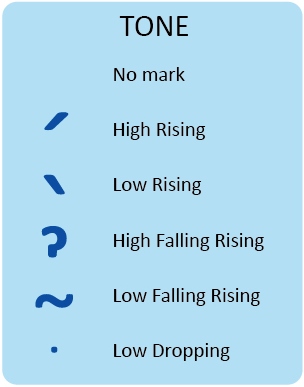 TONE
No mark
ˊ High Rising
ˋ Low Rising
ʔ High Falling Rising
~ Low Falling Rising
. Low Dropping